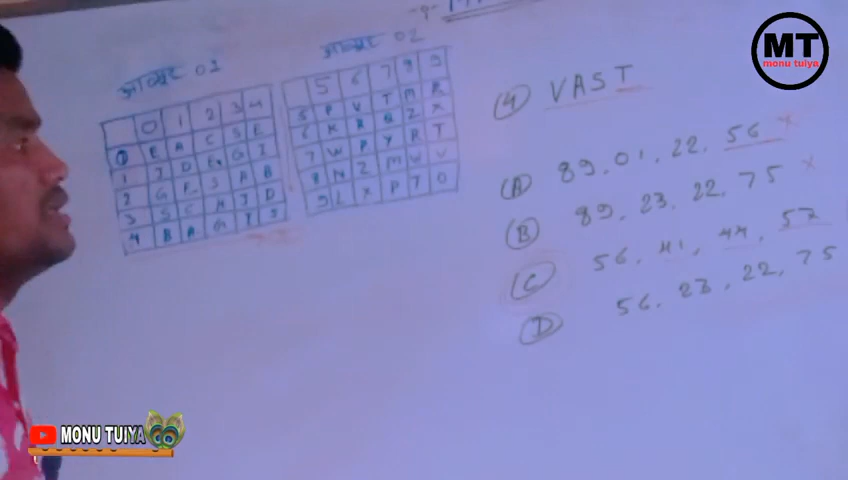 आव्यूह 01
आव्यूह 02
0 1 2 3 4
0 E A C S E
1 I D E G I
2 G F S A B
3 S C H I D
4 B A G I S
5 6 7 8 9
5 P V T M R
6 K R Q Z X
7 W P Y R T
8 N Z M W V
9 L X P T O
(4) VAST
(A) 89, 01, 22, 56 ×
(B) 89, 23, 22, 75 ×
(C) 56, 41, 44, 57
(D) 56, 23, 22, 75
MT
monu tuiya
MONU TUIYA